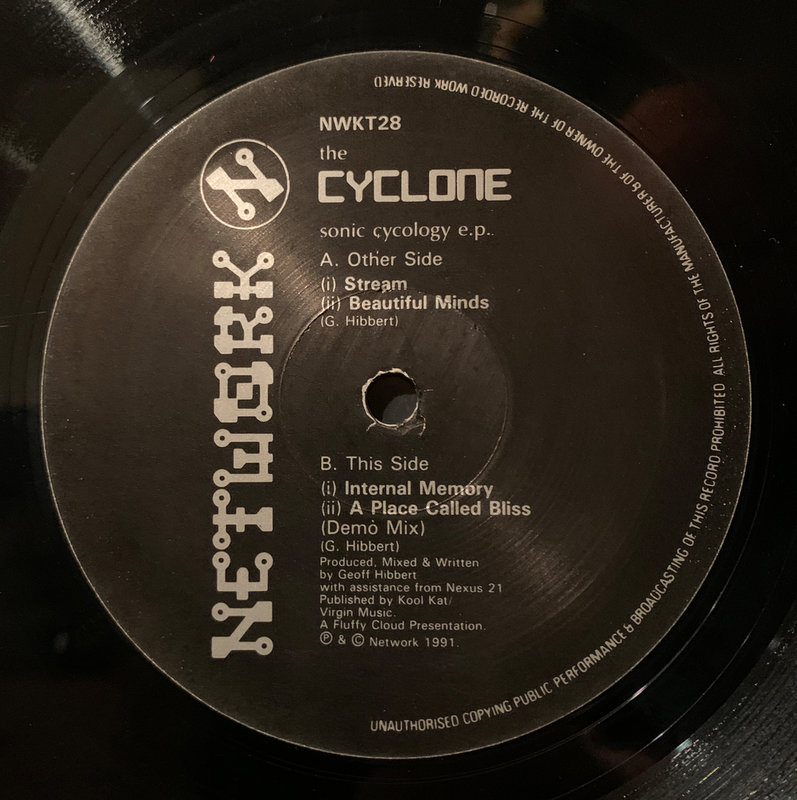 NWKT28
the
CYCLONE
sonic cycology e.p..
A. Other Side
(i) Stream
(ii) Beautiful Minds
(G. Hibbert)
B. This Side
(i) Internal Memory
(ii) A Place Called Bliss
(Demo Mix)
(G. Hibbert)
Produced, Mixed & Written
by Geoff Hibbert
with assistance from Nexus 21
Published by Kool Kat/
Virgin Music.
A Fluffy Cloud Presentation.
℗ & © Network 1991.
N
NETWORK
UNAUTHORISED COPYING PUBLIC PERFORMANCE & BROADCASTING OF THIS RECORD PROHIBITED ALL RIGHTS OF THE MANUFACTURER & OF THE OWNER OF THE RECORDED WORK RESERVED